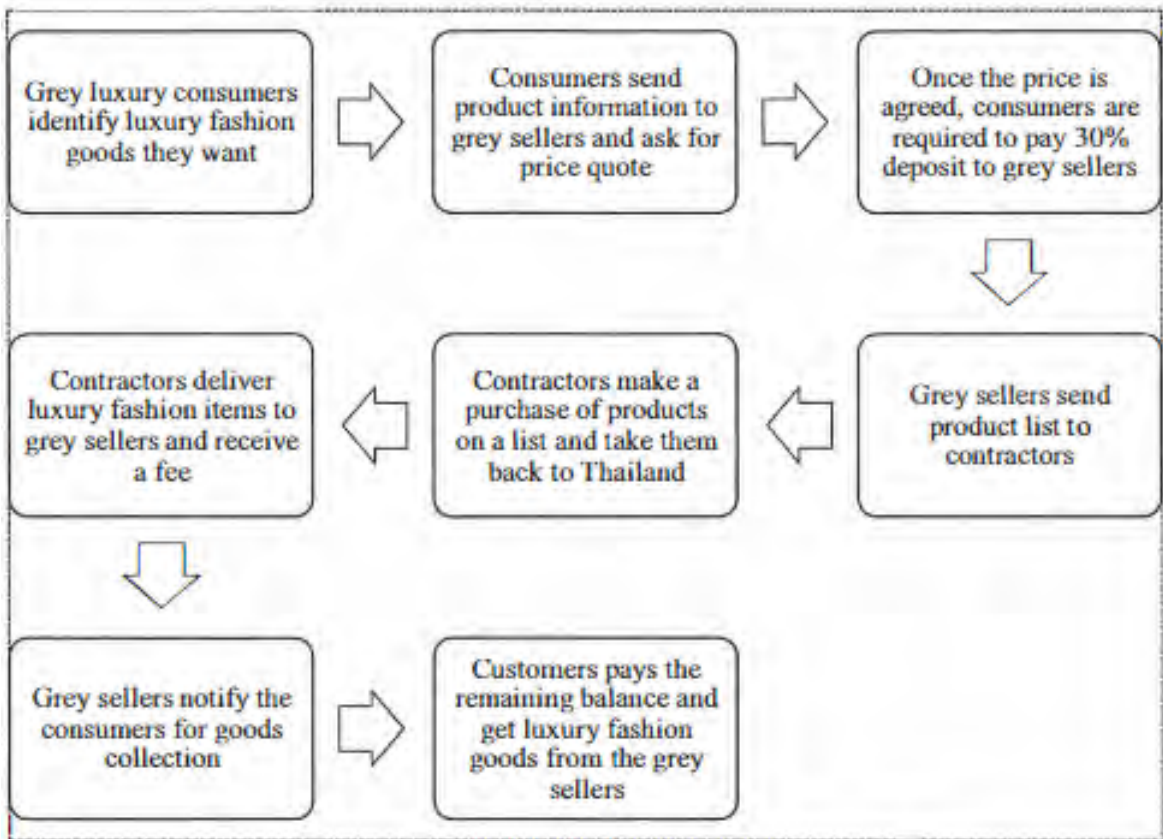 Grey luxury consumers
identify luxury fashion
goods they want
Consumers send
product information to
grey sellers and ask for
price quote
Once the price is
agreed, consumers are
required to pay 30%
deposit to grey sellers
Grey sellers send
product list to
contractors
Contractors make a
purchase of products
on a list and take them
back to Thailand
Contractors deliver
luxury fashion items to
grey sellers and receive
a fee
Grey sellers notify the
consumers for goods
collection
Customers pays the
remaining balance and
get luxury fashion
goods from the grey
sellers